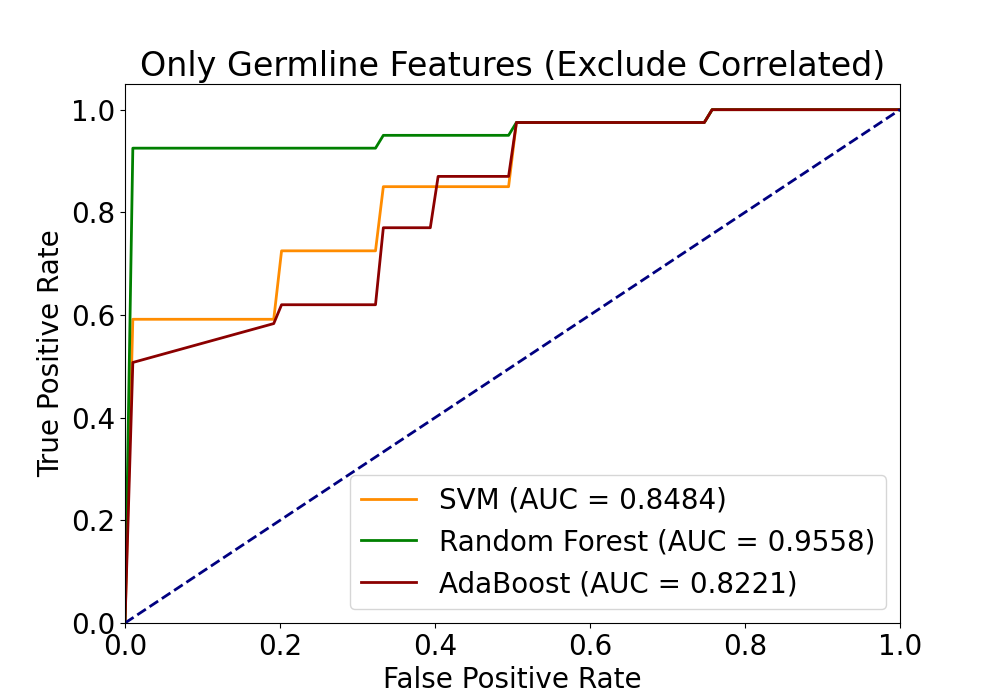 Only Germline Features (Exclude Correlated)
1.0
0.8
0.6
0.4
0.2
0.0
True Positive Rate
SVM (AUC = 0.8484)
Random Forest (AUC = 0.9558)
AdaBoost (AUC = 0.8221)
0.0 0.2 0.4 0.6 0.8 1.0
False Positive Rate